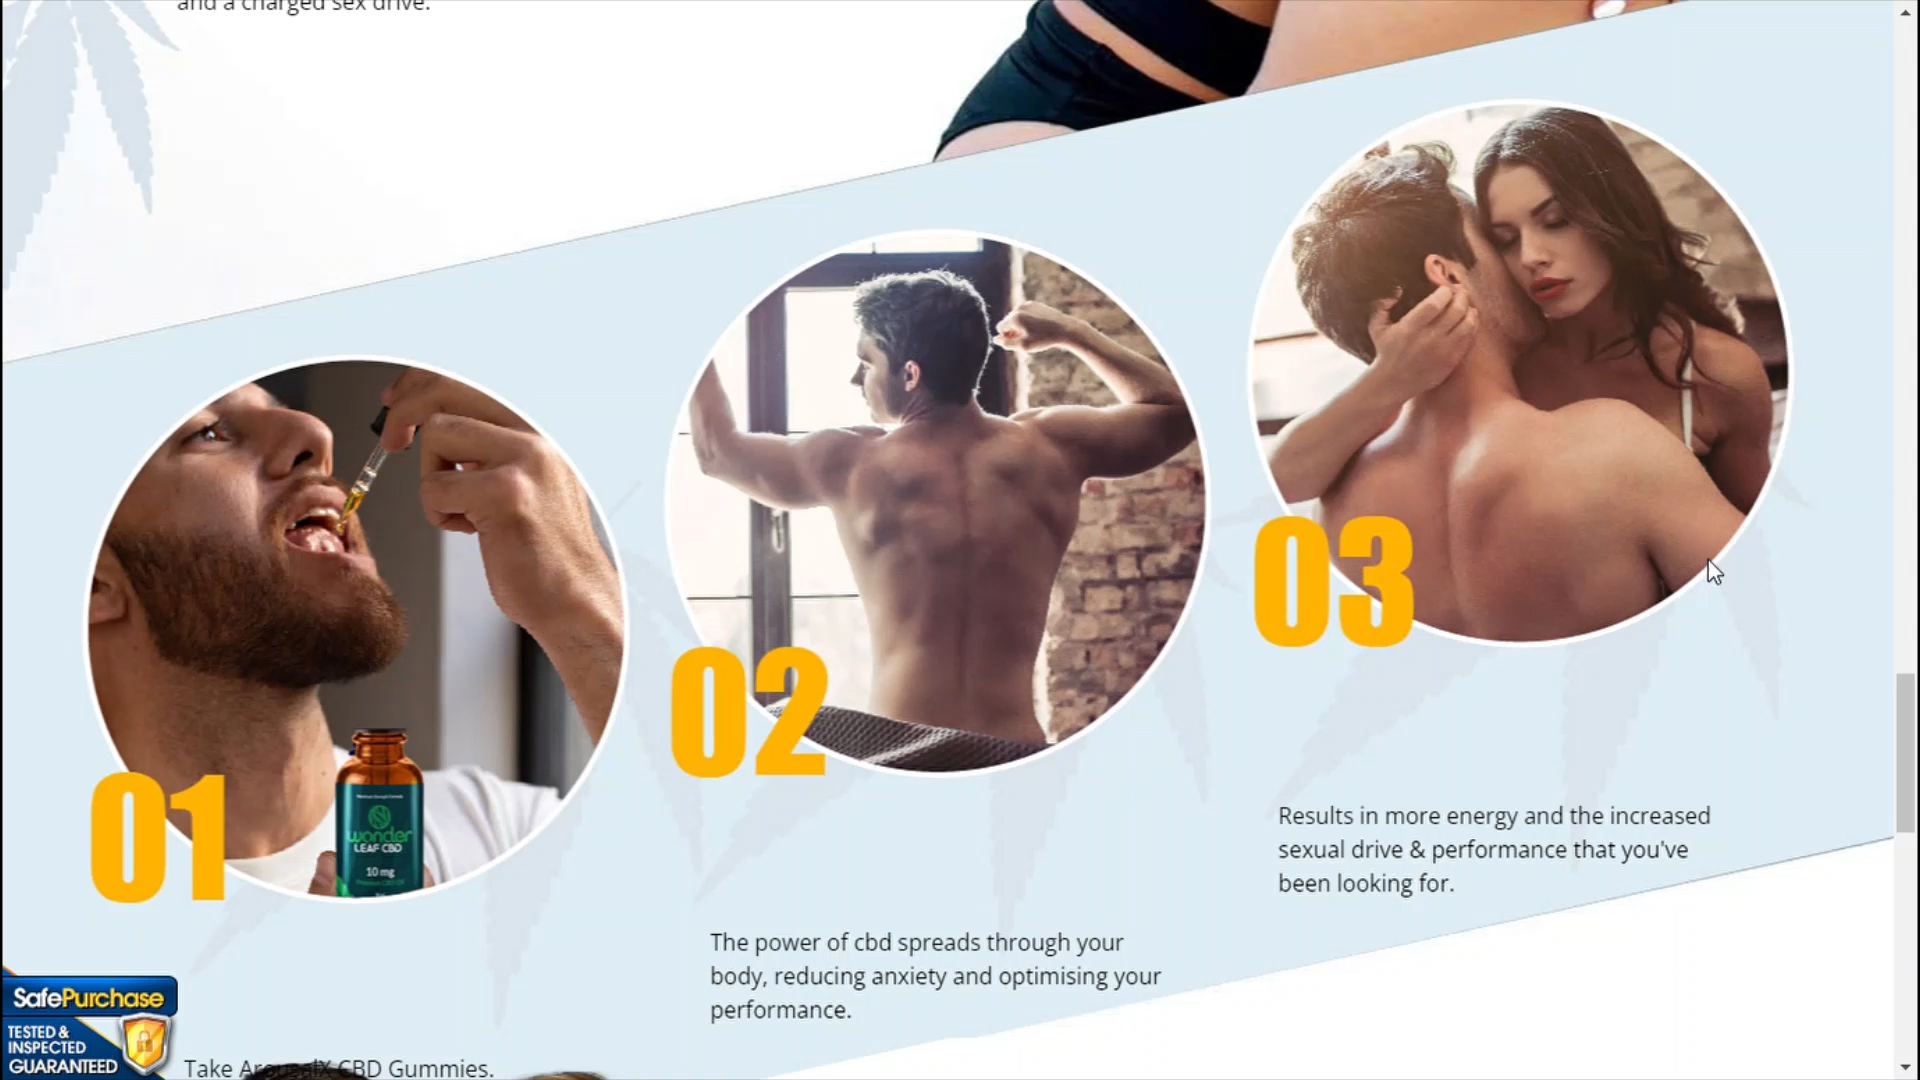 and a charged sex drive.
03
02
wonder
LEAF CBD
10 mg
01
Results in more energy and the increased
sexual drive & performance that you've
been looking for.
The power of cbd spreads through your
body, reducing anxiety and optimising your
performance.
SafePurchase
TESTED &
INSPECTED
GUARANTEED
Take ArousalX CBD Gummies.